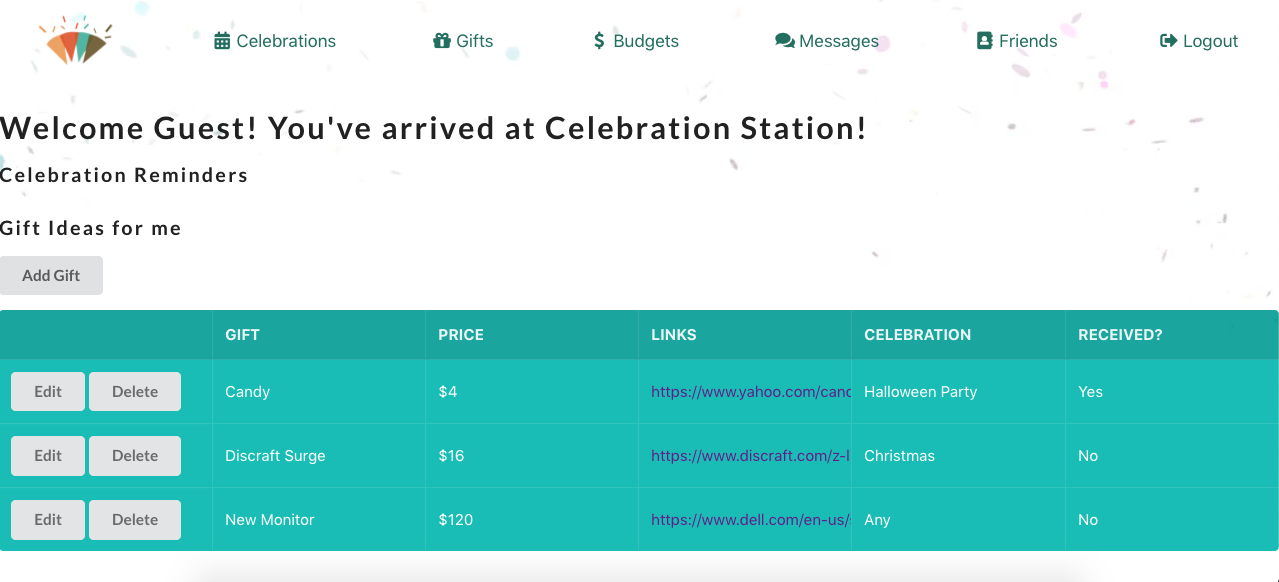 Celebrations Gifts Budgets Messages Friends Logout
Welcome Guest! You've arrived at Celebration Station!
Celebration Reminders
Gift Ideas for me
Add Gift
GIFT PRICE LINKS CELEBRATION RECEIVED?
Edit Delete Candy $4 https://www.yahoo.com/canc Halloween Party Yes
Edit Delete Discraft Surge $16 https://www.discraft.com/z-l Christmas No
Edit Delete New Monitor $120 https://www.dell.com/en-us/ Any No